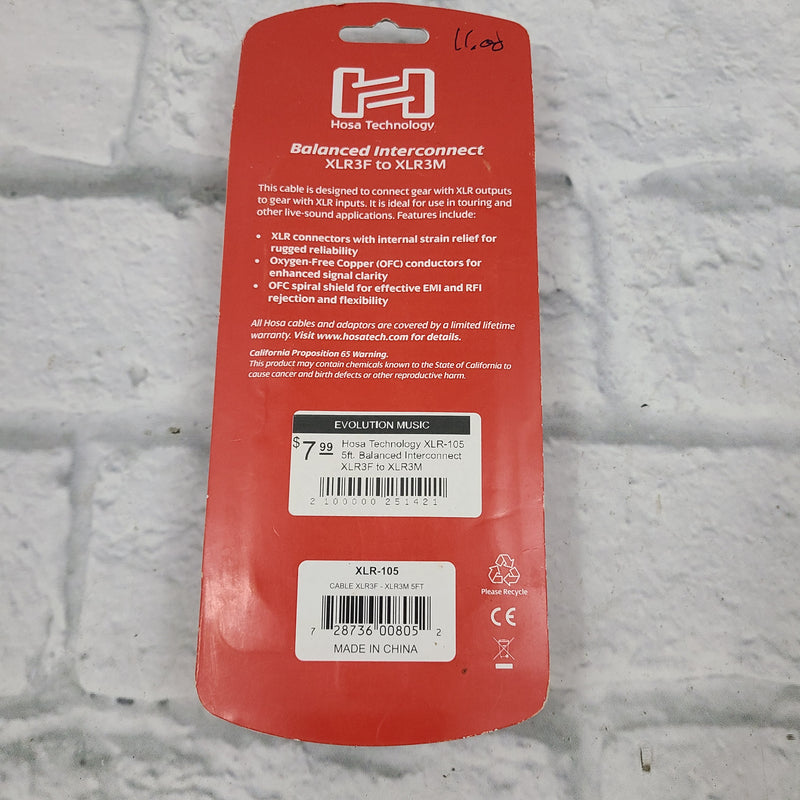 11.00
Hosa Technology
Balanced Interconnect
XLR3F to XLR3M
This cable is designed to connect gear with XLR outputs
to gear with XLR inputs. It is ideal for use in touring and
other live-sound applications. Features include:
• XLR connectors with internal strain relief for
rugged reliability
• Oxygen-Free Copper (OFC) conductors for
enhanced signal clarity
• OFC spiral shield for effective EMI and RFI
rejection and flexibility
All Hosa cables and adaptors are covered by a limited lifetime
warranty. Visit www.hosatech.com for details.
California Proposition 65 Warning.
This product may contain chemicals known to the State of California to
cause cancer and birth defects or other reproductive harm.
EVOLUTION MUSIC
$7.99 Hosa Technology XLR-105
5ft. Balanced Interconnect
XLR3F to XLR3M
2 100000 251421
XLR-105
CABLE XLR3F - XLR3M 5FT
7 28736 00805 2
MADE IN CHINA
Please Recycle
CE